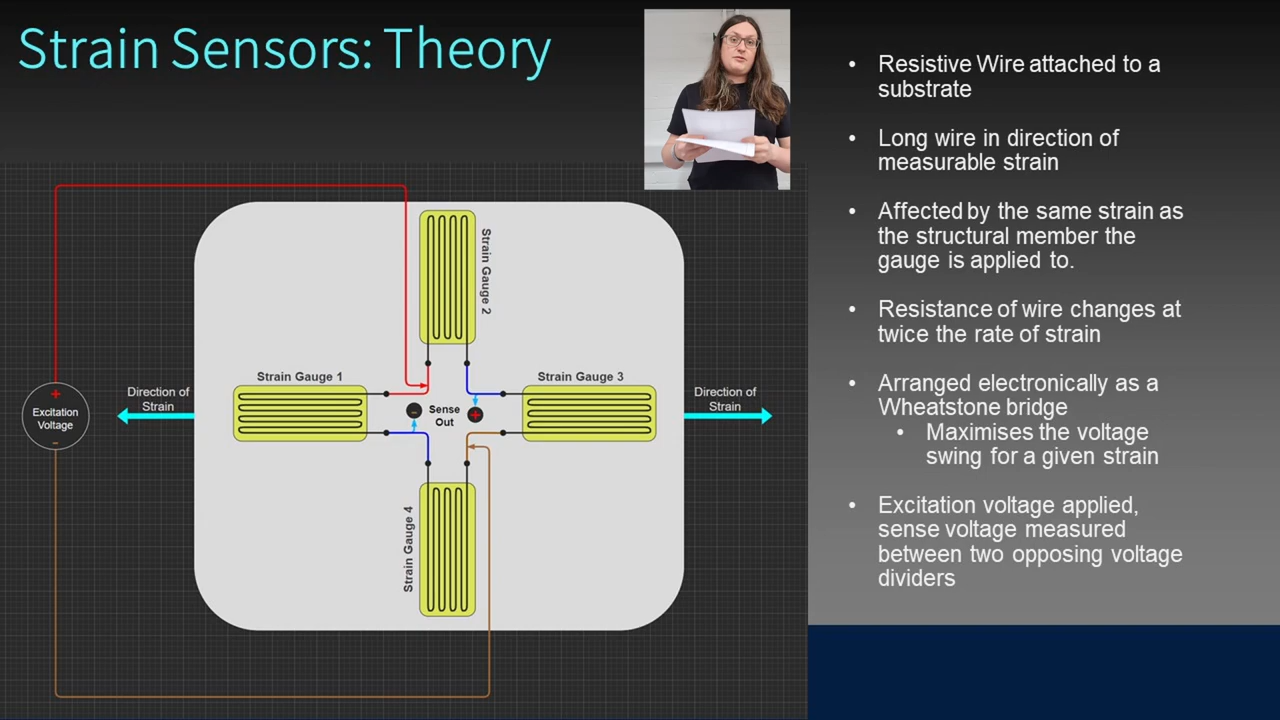 Strain Sensors: Theory
Resistive Wire attached to a
substrate
Long wire in direction of
measurable strain
Affected by the same strain as
the structural member the
gauge is applied to.
Resistance of wire changes at
twice the rate of strain
Arranged electronically as a
Wheatstone bridge
Maximises the voltage
swing for a given strain
Excitation voltage applied,
sense voltage measured
between two opposing voltage
dividers
Strain Gauge 2
Strain Gauge 1
Strain Gauge 3
Direction of
Strain
Direction of
Strain
+
Excitation
Voltage
-
-
Sense
Out
+
Strain Gauge 4